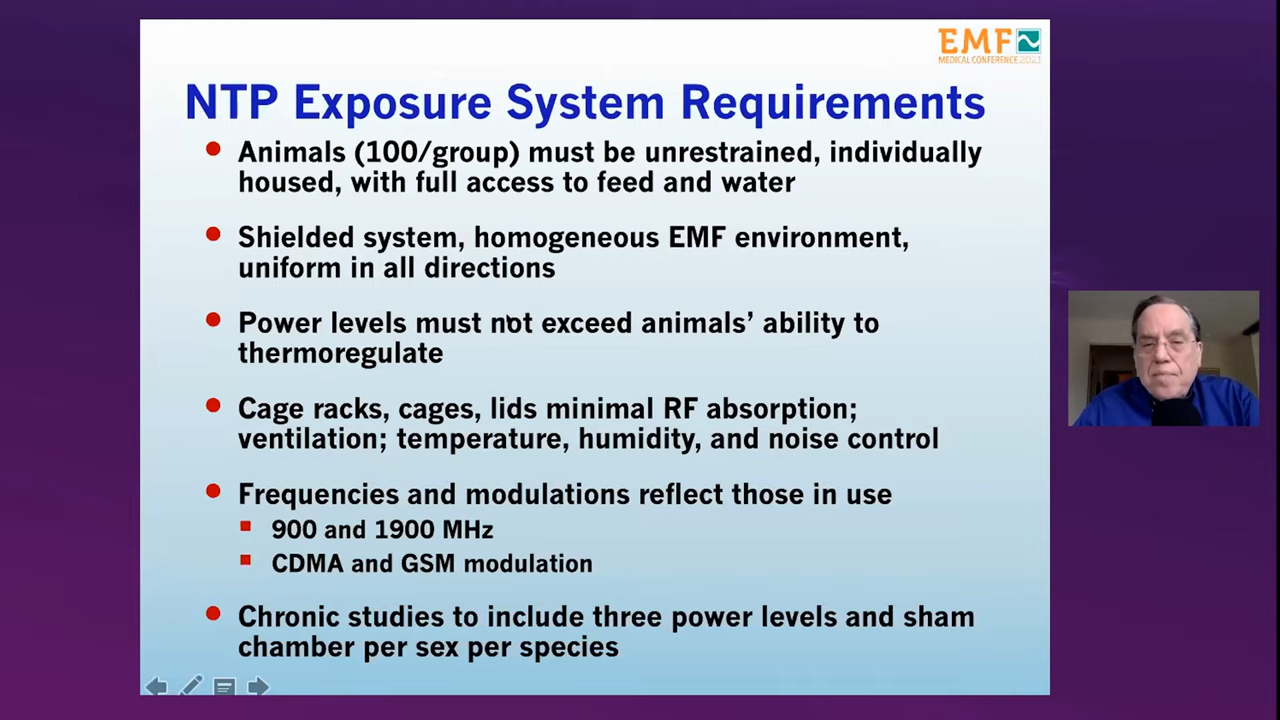 EMF
MEDICAL CONFERENCE 2021
NTP Exposure System Requirements
Animals (100/group) must be unrestrained, individually
housed, with full access to feed and water
Shielded system, homogeneous EMF environment,
uniform in all directions
Power levels must not exceed animals’ ability to
thermoregulate
Cage racks, cages, lids minimal RF absorption;
ventilation; temperature, humidity, and noise control
Frequencies and modulations reflect those in use
900 and 1900 MHz
CDMA and GSM modulation
Chronic studies to include three power levels and sham
chamber per sex per species